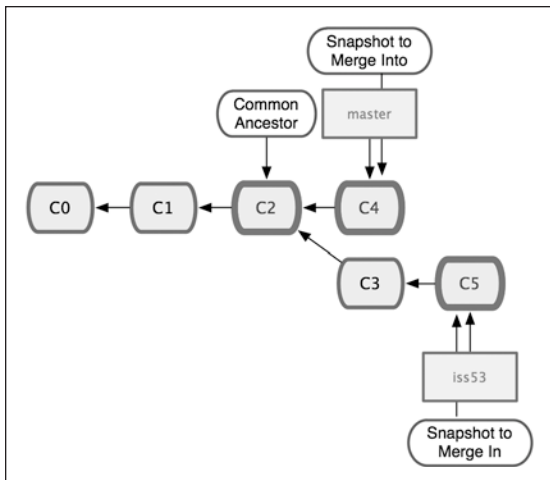 Snapshot to
Merge Into
Common
Ancestor
master
C0
C1
C2
C4
C3
C5
iss53
Snapshot to
Merge In